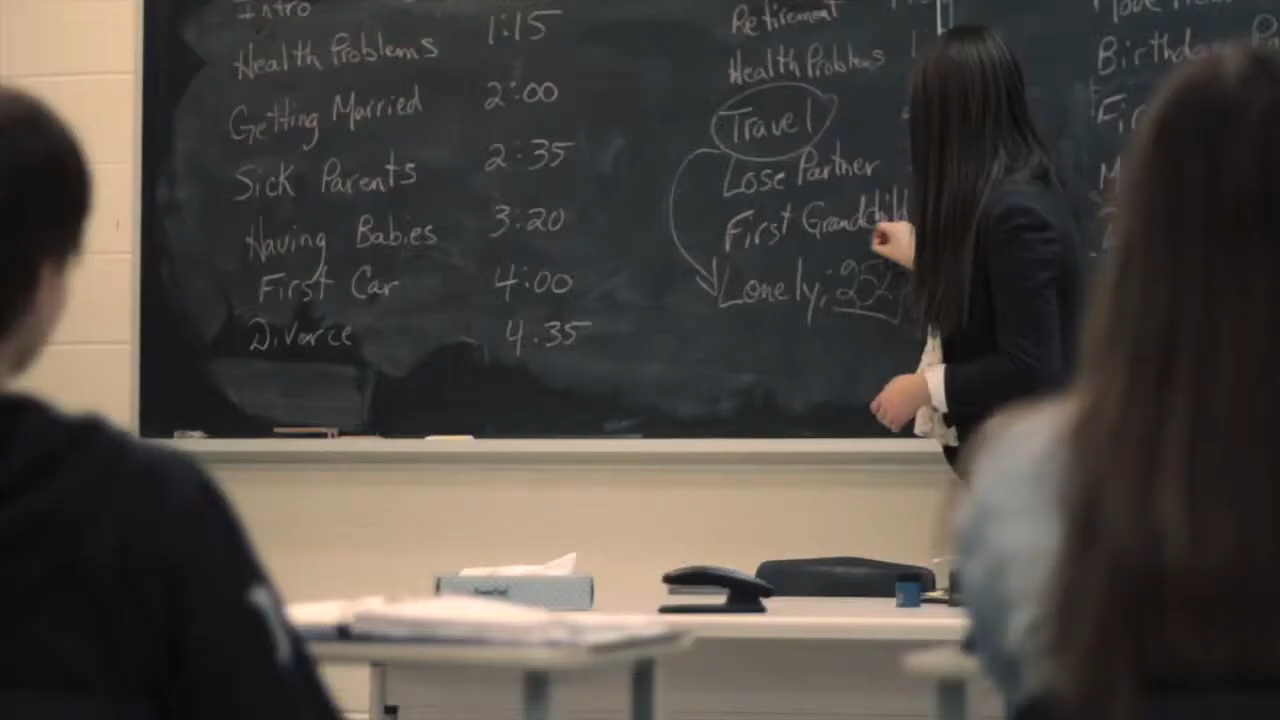 Intro
Health Problems 1:15
Getting Married 2:00
Sick Parents 2:35
Having Babies 3:20
First Car 4:00
Divorce 4:35
Retirement
Health Problems
Travel
Lose Partner
First Grandchild
Lonely; 25%
Birthday